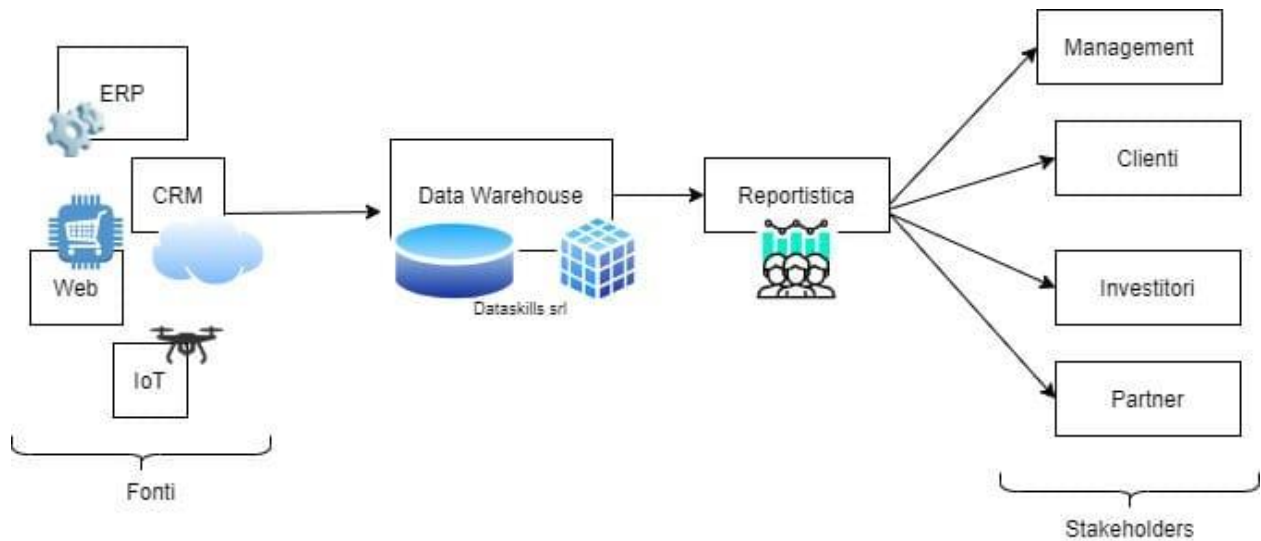 ERP
CRM
Web
IoT
Fonti
Data Warehouse
Dataskills srl
Reportistica
Management
Clienti
Investitori
Partner
Stakeholders